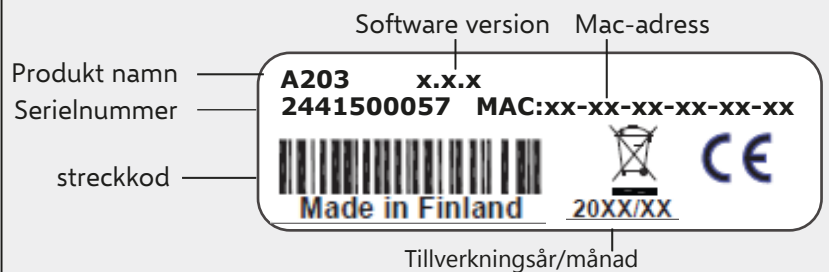 Software version Mac-adress
Produkt namn A203 x.x.x
Serielnummer 2441500057 MAC:xx-xx-xx-xx-xx-xx
streckkod
CE
Made in Finland 20XX/XX
Tillverkningsår/månad